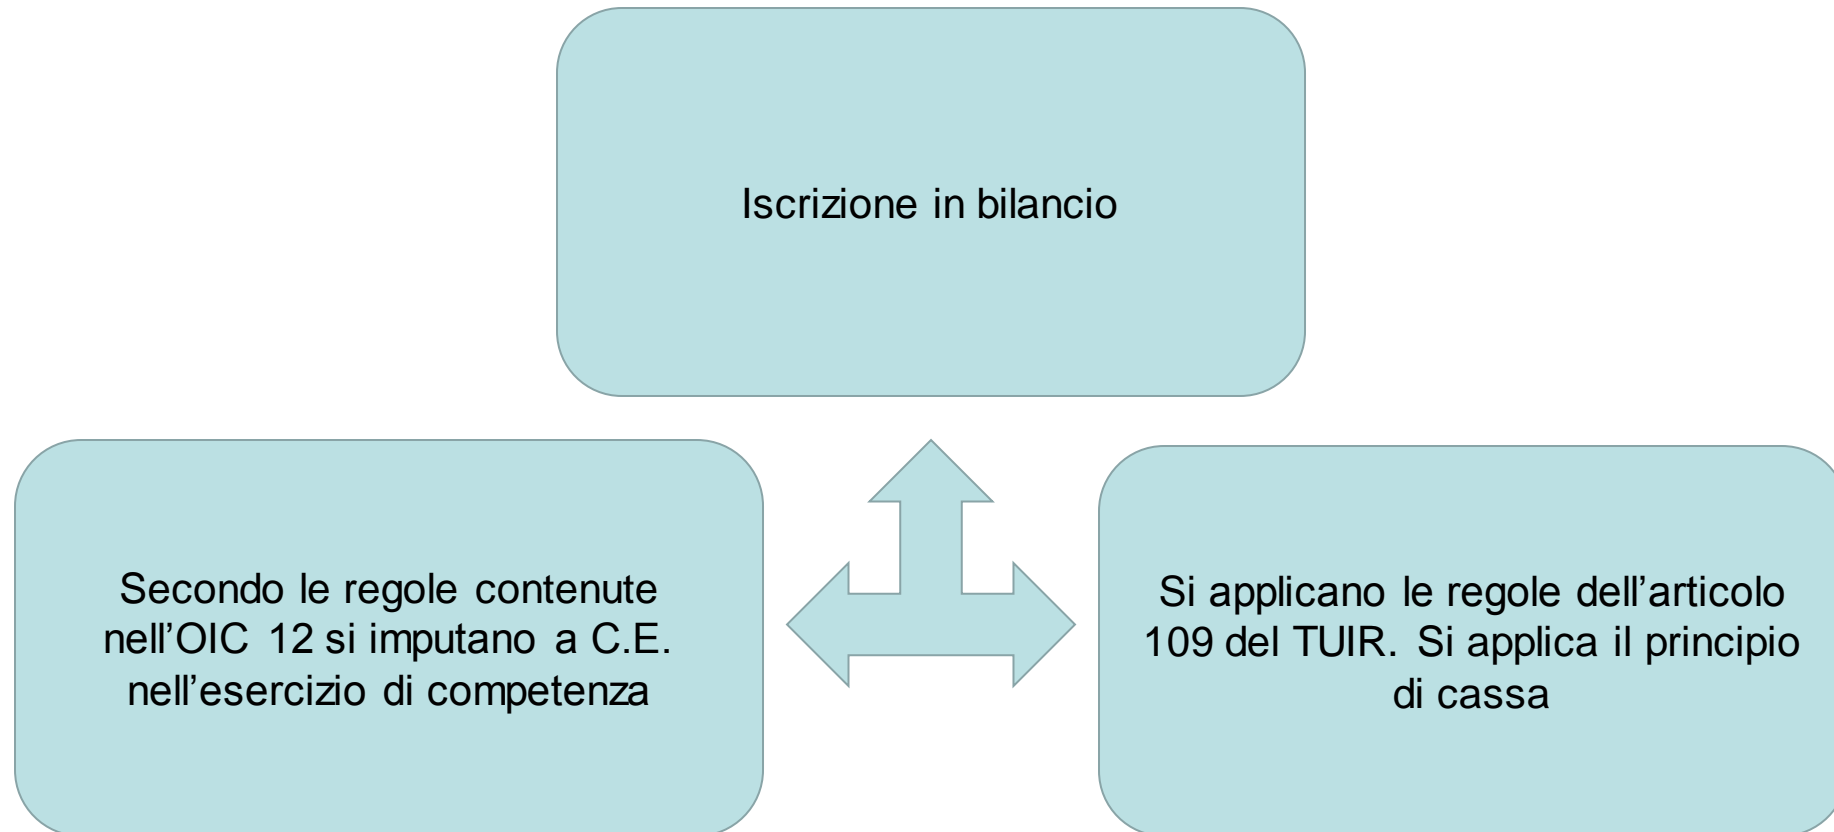 Iscrizione in bilancio
Secondo le regole contenute
nell’OIC 12 si imputano a C.E.
nell’esercizio di competenza
Si applicano le regole dell’articolo
109 del TUIR. Si applica il principio
di cassa